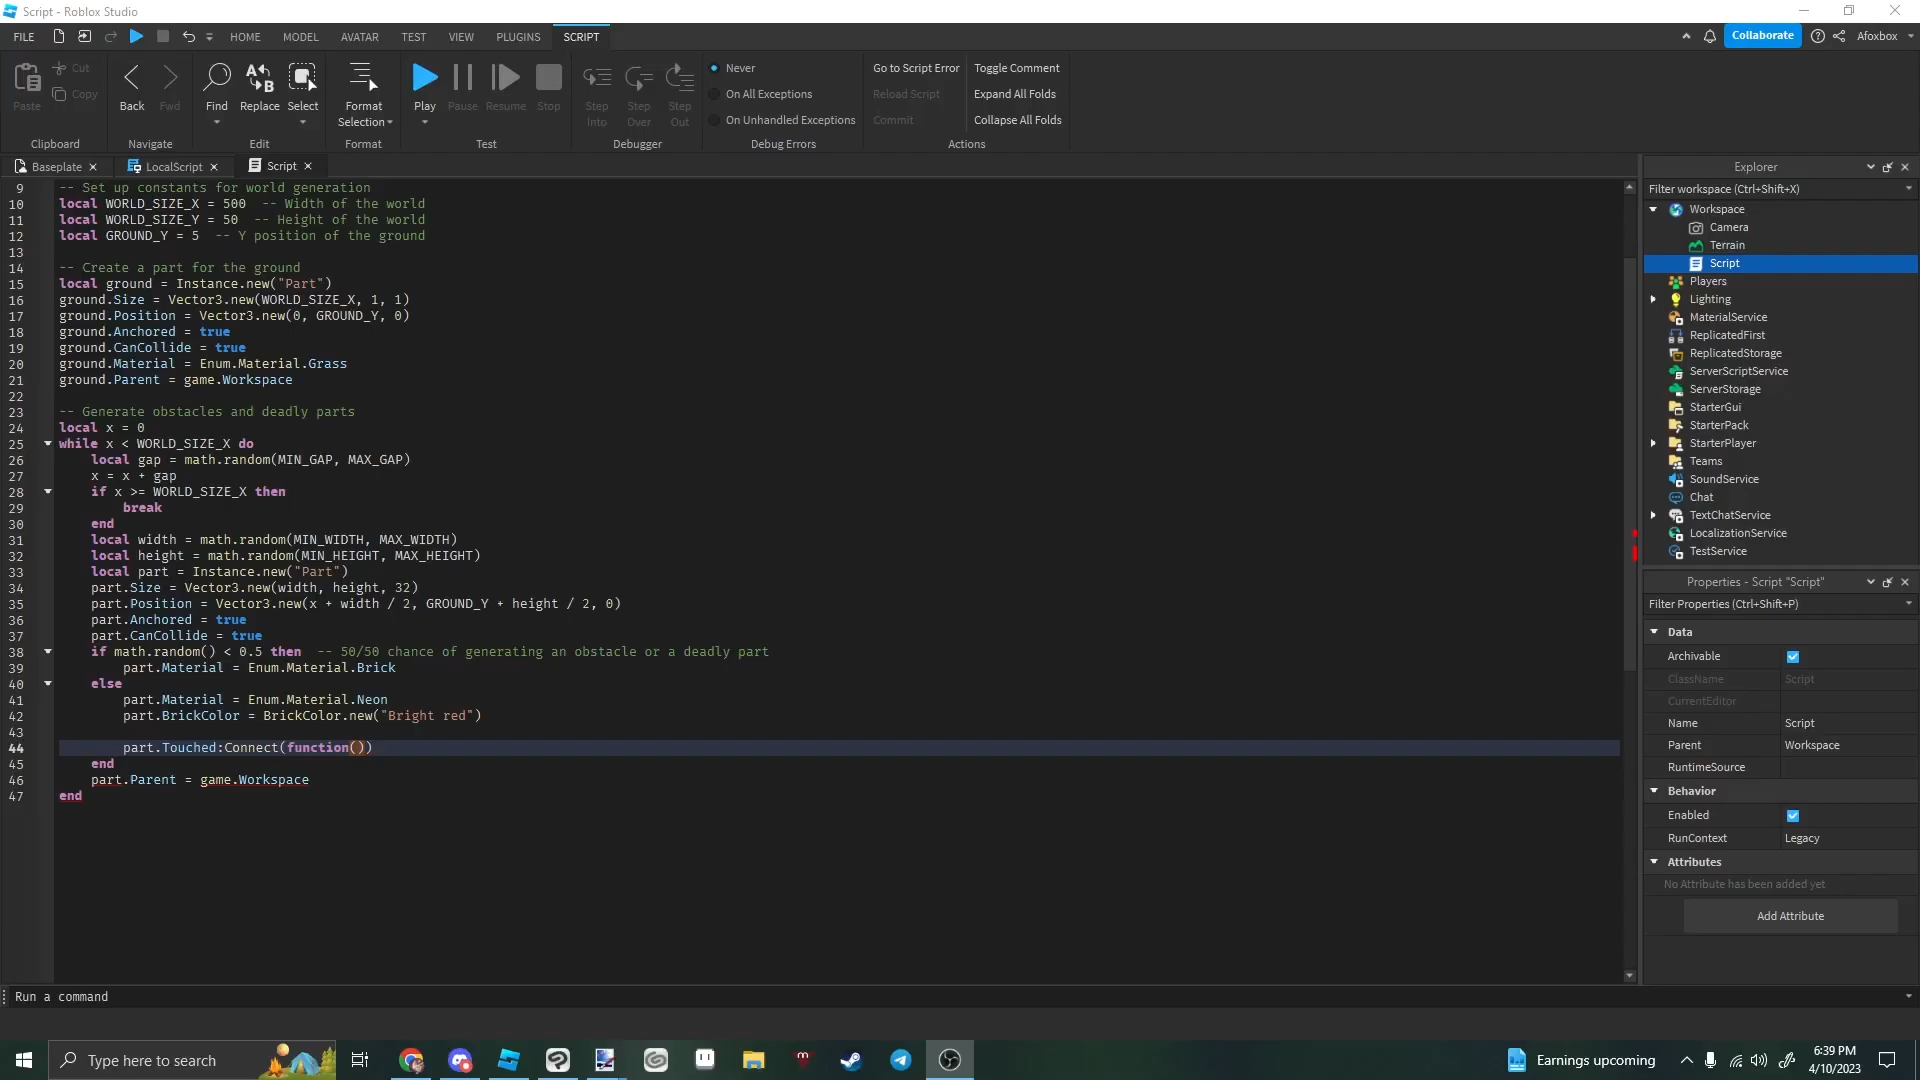 Script - Roblox Studio
FILE HOME MODEL AVATAR TEST VIEW PLUGINS SCRIPT Collaborate Afoxbox
Paste
Cut
Copy
Clipboard
Back
Fwd
Navigate
Find
Replace
Select
Edit
Format
Selection
Format
Play
Pause
Resume
Stop
Test
Step
Into
Step
Over
Step
Out
Debugger
Never
On All Exceptions
On Unhandled Exceptions
Debug Errors
Go to Script Error
Reload Script
Commit
Toggle Comment
Expand All Folds
Collapse All Folds
Actions
Baseplate LocalScript Script
9 -- Set up constants for world generation
10 local WORLD_SIZE_X = 500  -- Width of the world
11 local WORLD_SIZE_Y = 50  -- Height of the world
12 local GROUND_Y = 5  -- Y position of the ground
13
14 -- Create a part for the ground
15 local ground = Instance.new("Part")
16 ground.Size = Vector3.new(WORLD_SIZE_X, 1, 1)
17 ground.Position = Vector3.new(0, GROUND_Y, 0)
18 ground.Anchored = true
19 ground.CanCollide = true
20 ground.Material = Enum.Material.Grass
21 ground.Parent = game.Workspace
22
23 -- Generate obstacles and deadly parts
24 local x = 0
25 while x < WORLD_SIZE_X do
26 local gap = math.random(MIN_GAP, MAX_GAP)
27 x = x + gap
28 if x >= WORLD_SIZE_X then
29 break
30 end
31 local width = math.random(MIN_WIDTH, MAX_WIDTH)
32 local height = math.random(MIN_HEIGHT, MAX_HEIGHT)
33 local part = Instance.new("Part")
34 part.Size = Vector3.new(width, height, 32)
35 part.Position = Vector3.new(x + width / 2, GROUND_Y + height / 2, 0)
36 part.Anchored = true
37 part.CanCollide = true
38 if math.random() < 0.5 then  -- 50/50 chance of generating an obstacle or a deadly part
39 part.Material = Enum.Material.Brick
40 else
41 part.Material = Enum.Material.Neon
42 part.BrickColor = BrickColor.new("Bright red")
43
44 part.Touched:Connect(function())
45 end
46 part.Parent = game.Workspace
47 end
Explorer
Filter workspace (Ctrl+Shift+X)
Workspace
Camera
Terrain
Script
Players
Lighting
MaterialService
ReplicatedFirst
ReplicatedStorage
ServerScriptService
ServerStorage
StarterGui
StarterPack
StarterPlayer
Teams
SoundService
Chat
TextChatService
LocalizationService
TestService
Properties - Script "Script"
Filter Properties (Ctrl+Shift+P)
Data
Archivable
ClassName Script
CurrentEditor
Name Script
Parent Workspace
RuntimeSource
Behavior
Enabled
RunContext Legacy
Attributes
No Attribute has been added yet
Add Attribute
Run a command
Type here to search
Earnings upcoming
6:39 PM
4/10/2023